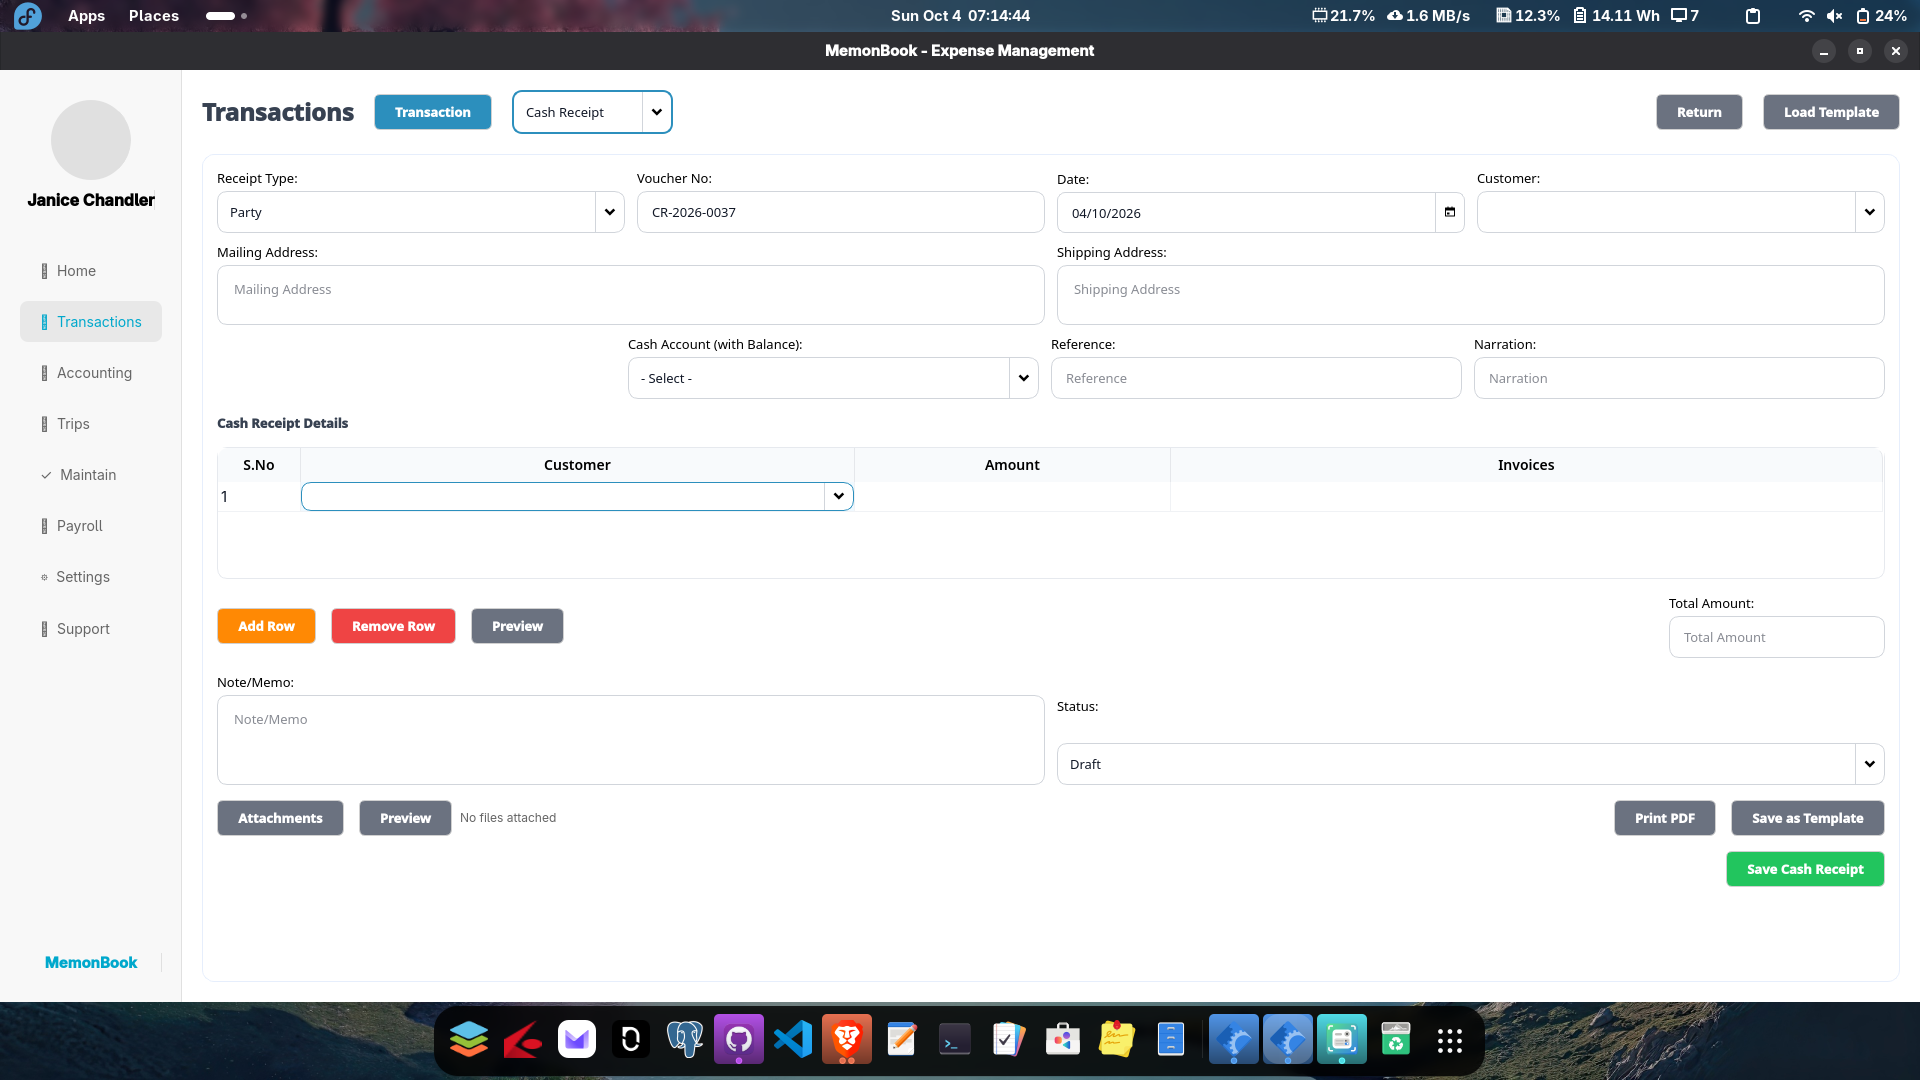 Apps Places Sun Oct 4 07:14:44 21.7% 1.6 MB/s 12.3% 14.11 Wh 7 24%
MemonBook - Expense Management
Transactions Transaction Cash Receipt Return Load Template
Janice Chandler
Home
Transactions
Accounting
Trips
Maintain
Payroll
Settings
Support
MemonBook
Receipt Type: Voucher No: Date: Customer:
Party CR-2026-0037 04/10/2026
Mailing Address: Shipping Address:
Mailing Address Shipping Address
Cash Account (with Balance): Reference: Narration:
- Select - Reference Narration
Cash Receipt Details
S.No Customer Amount Invoices
1
Add Row Remove Row Preview
Total Amount:
Total Amount
Note/Memo:
Note/Memo
Status:
Draft
Attachments Preview No files attached Print PDF Save as Template
Save Cash Receipt